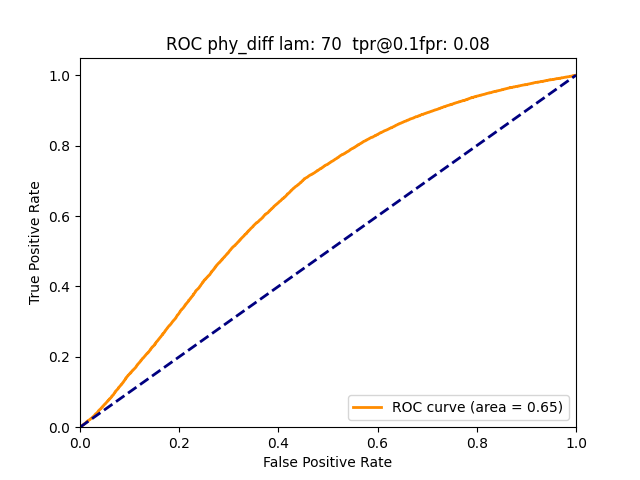 ROC phy_diff lam: 70 tpr@0.1fpr: 0.08
1.0
0.8
0.6
0.4
0.2
0.0
True Positive Rate
ROC curve (area = 0.65)
0.0 0.2 0.4 0.6 0.8 1.0
False Positive Rate